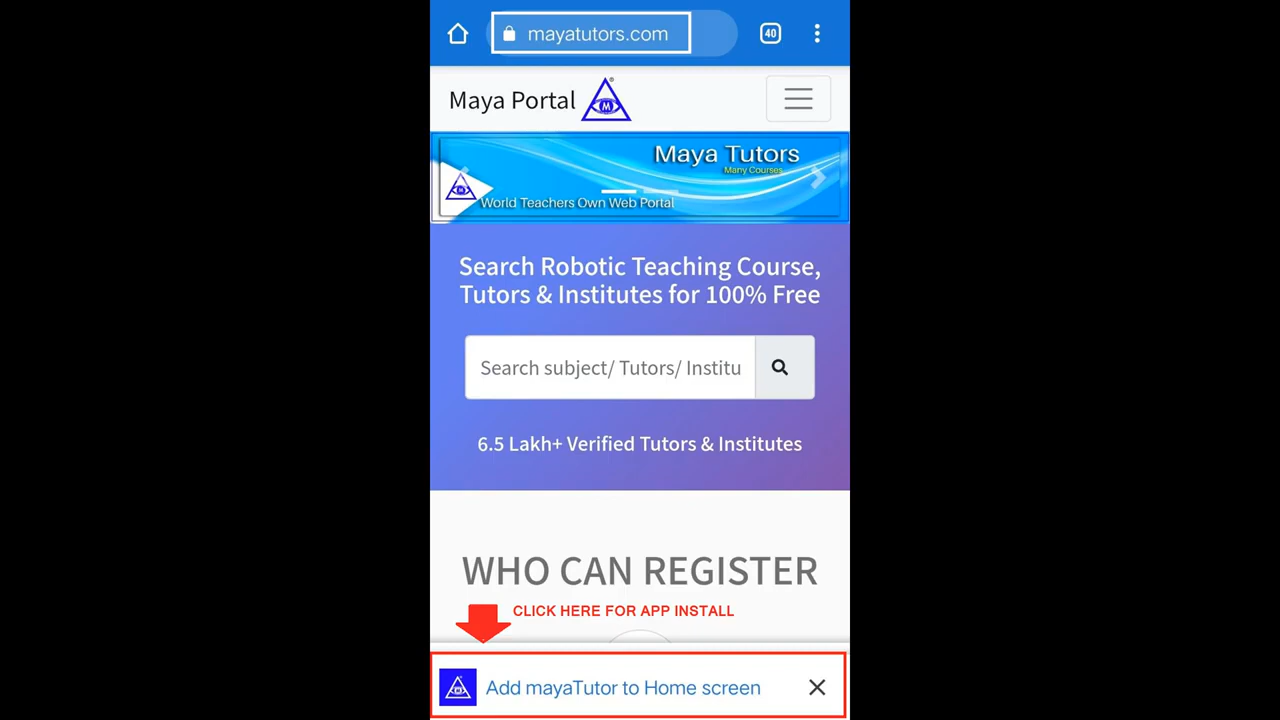 mayatutors.com
40
Maya Portal
M
Maya Tutors
Many Courses
World Teachers Own Web Portal
Search Robotic Teaching Course,
Tutors & Institutes for 100% Free
Search subject/ Tutors/ Institu
6.5 Lakh+ Verified Tutors & Institutes
WHO CAN REGISTER
CLICK HERE FOR APP INSTALL
Add mayaTutor to Home screen